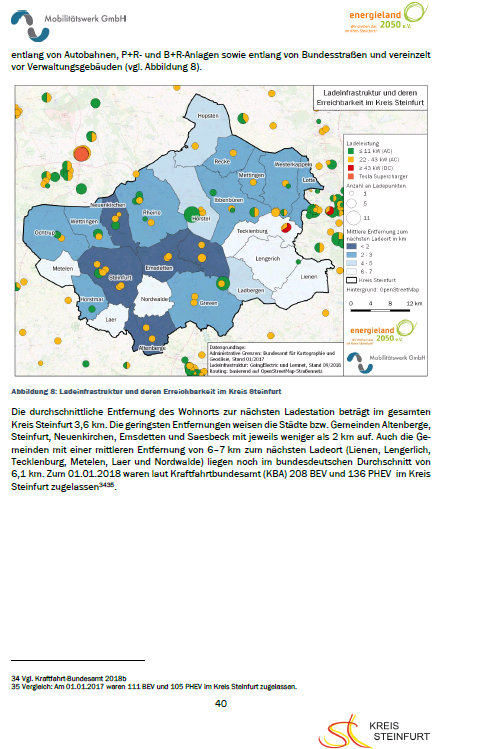 Mobilitätswerk GmbH
energieland
2050 e.V.
entlang von Autobahnen, P+R- und B+R-Anlagen sowie entlang von Bundesstraßen und vereinzelt
vor Verwaltungsgebäuden (vgl. Abbildung 8).
Ladeinfrastruktur und deren
Erreichbarkeit im Kreis Steinfurt
Hopsten
Recke
Westerkappeln
Mettingen
Lotte
Ibbenbüren
Neuenkirchen
Rheine
Hörstel
Wettringen
Ochtrup
Tecklenburg
Metelen
Emsdetten
Lengerich
Steinfurt
Lienen
Ladbergen
Horstmar
Nordwalde
Greven
Laer
Altenberge
Ladeleistung
≤ 11 kW (AC)
22 - 43 kW (AC)
≥ 43 kW (DC)
Tesla Supercharger
Anzahl an Ladepunkten
1
5
11
Mittlere Entfernung zum
nächsten Ladeort in km
< 2
2 - 3
4 - 5
6 - 7
Kreis Steinfurt
Hintergrund: OpenStreetMap
0 4 8 12 km
energieland
2050 e.V.
Mobilitätswerk GmbH
Datengrundlage:
Administrative Grenzen: Bundesamt für Kartographie und
Geodäsie, Stand 01/2017
Ladeinfrastruktur: GoingElectric und Lemnet, Stand 09/2018
Routing: basierend auf OpenStreetMap-Straßennetz
Abbildung 8: Ladeinfrastruktur und deren Erreichbarkeit im Kreis Steinfurt
Die durchschnittliche Entfernung des Wohnorts zur nächsten Ladestation beträgt im gesamten
Kreis Steinfurt 3,6 km. Die geringsten Entfernungen weisen die Städte bzw. Gemeinden Altenberge,
Steinfurt, Neuenkirchen, Emsdetten und Saesbeck mit jeweils weniger als 2 km auf. Auch die Ge-
meinden mit einer mittleren Entfernung von 6–7 km zum nächsten Ladeort (Lienen, Lengerlich,
Tecklenburg, Metelen, Laer und Nordwalde) liegen noch im bundesdeutschen Durchschnitt von
6,1 km. Zum 01.01.2018 waren laut Kraftfahrtbundesamt (KBA) 208 BEV und 136 PHEV im Kreis
Steinfurt zugelassen³⁴³⁵.
34 Vgl. Kraftfahrt-Bundesamt 2018b
35 Vergleich: Am 01.01.2017 waren 111 BEV und 105 PHEV im Kreis Steinfurt zugelassen.
40
KREIS
STEINFURT